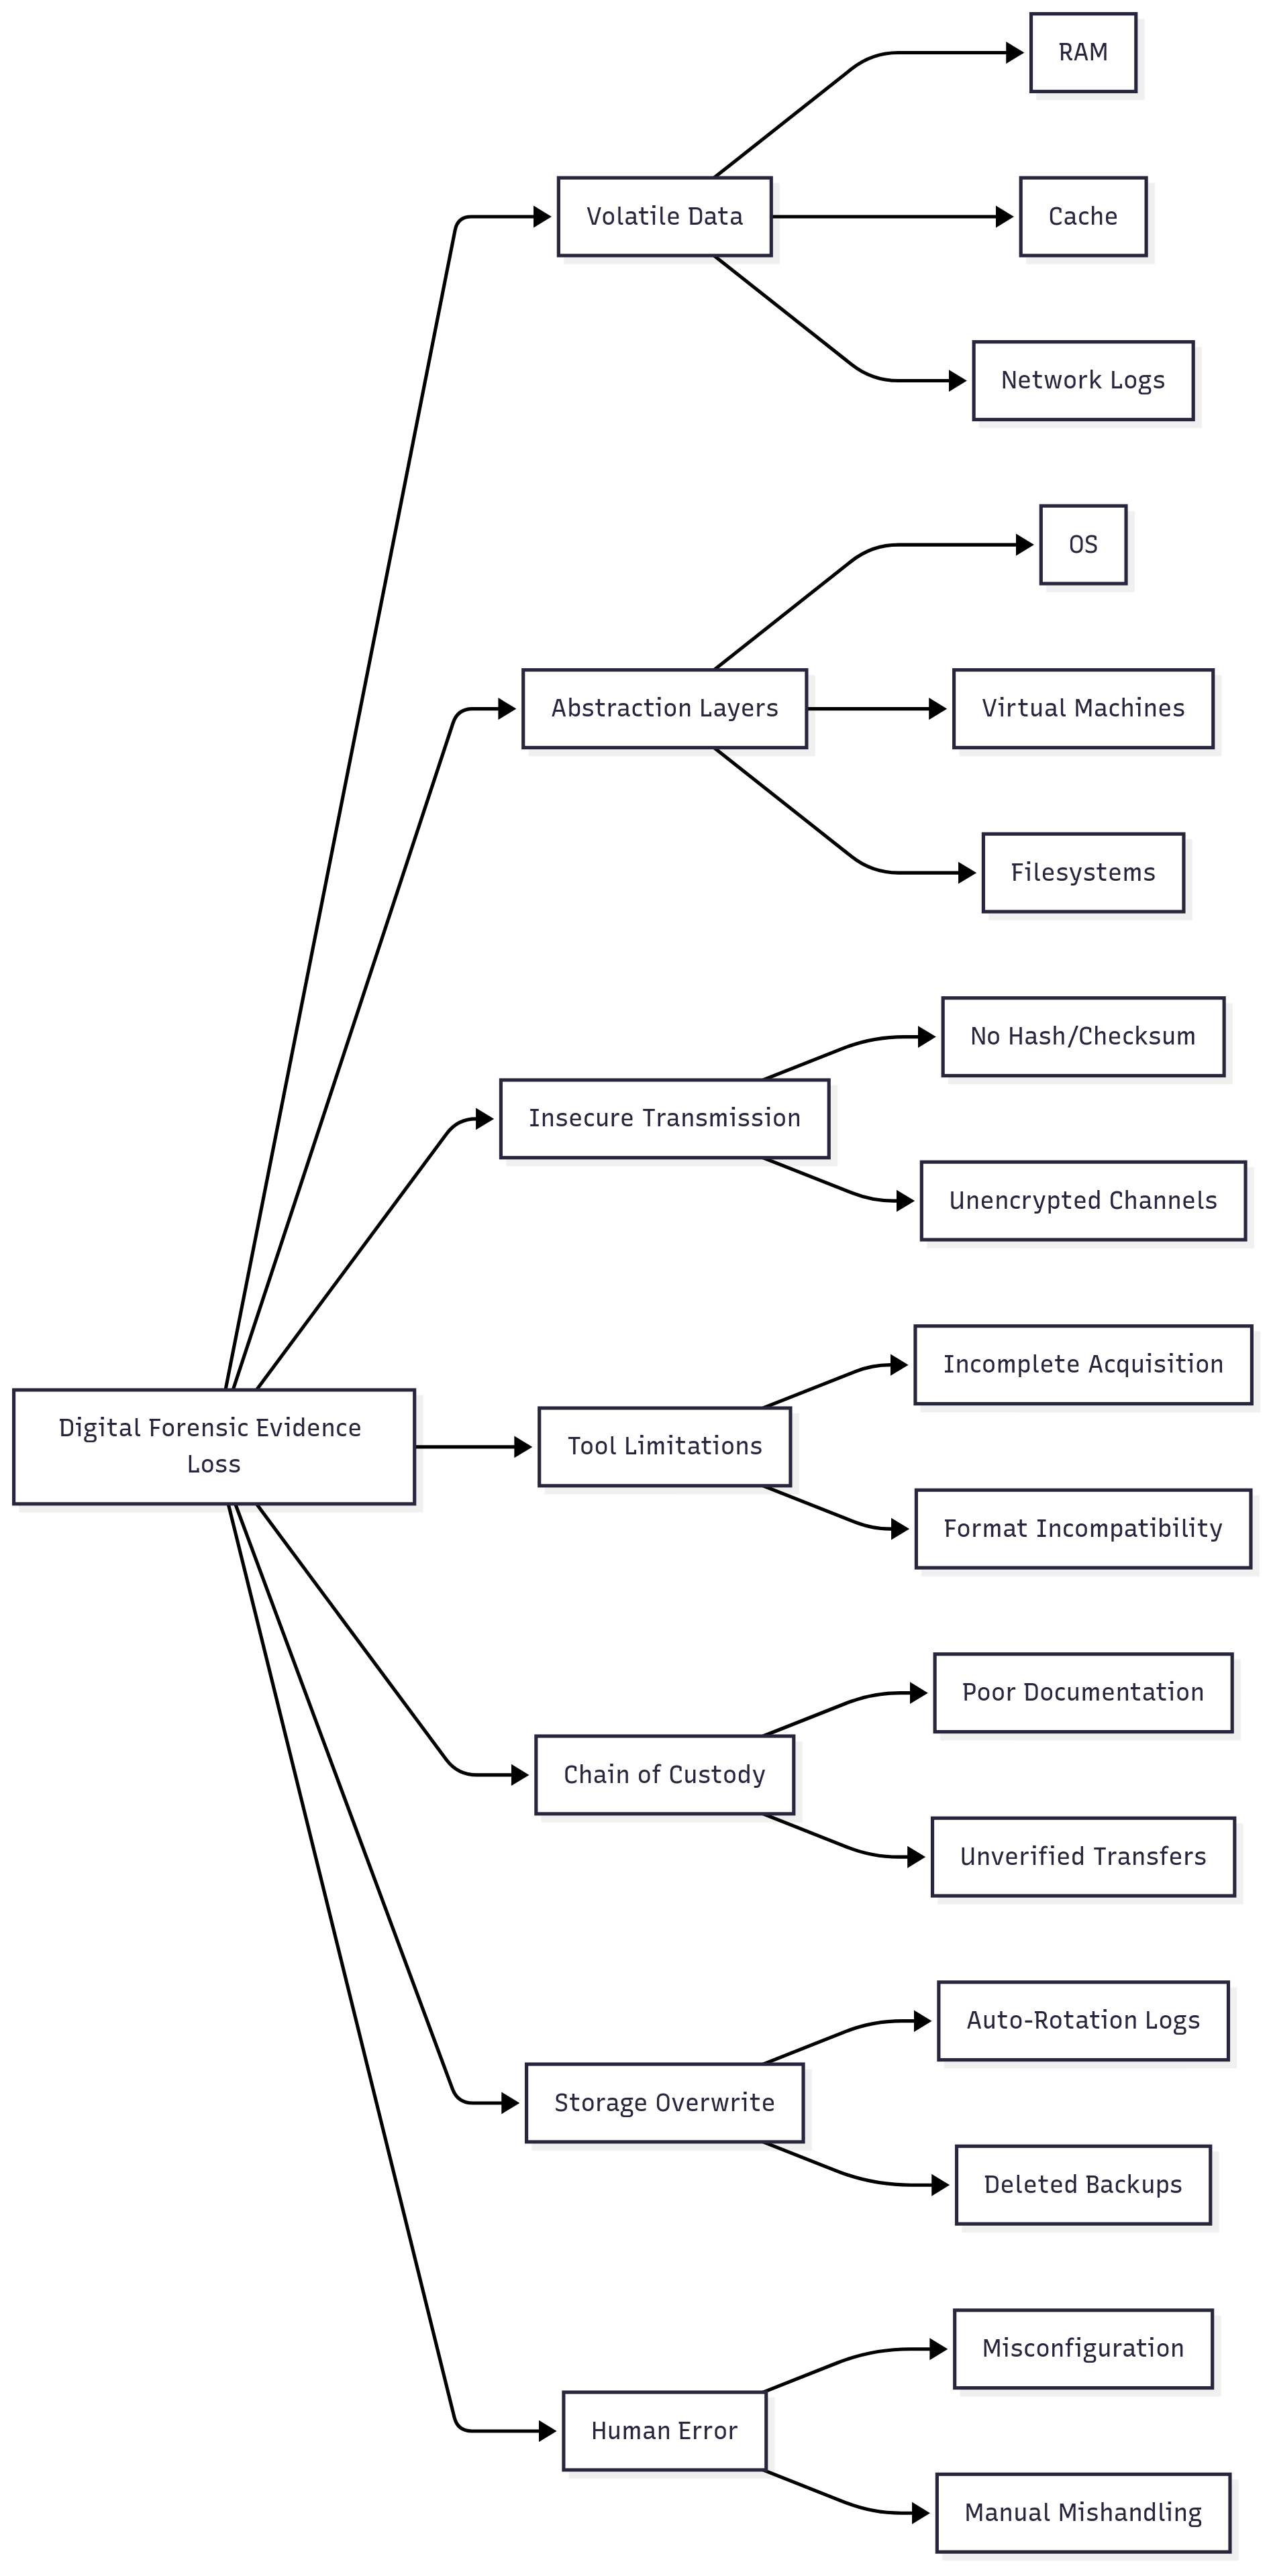 RAM
Volatile Data
Cache
Network Logs
OS
Abstraction Layers
Virtual Machines
Filesystems
No Hash/Checksum
Insecure Transmission
Unencrypted Channels
Incomplete Acquisition
Digital Forensic Evidence
Loss
Tool Limitations
Format Incompatibility
Poor Documentation
Chain of Custody
Unverified Transfers
Auto-Rotation Logs
Storage Overwrite
Deleted Backups
Misconfiguration
Human Error
Manual Mishandling